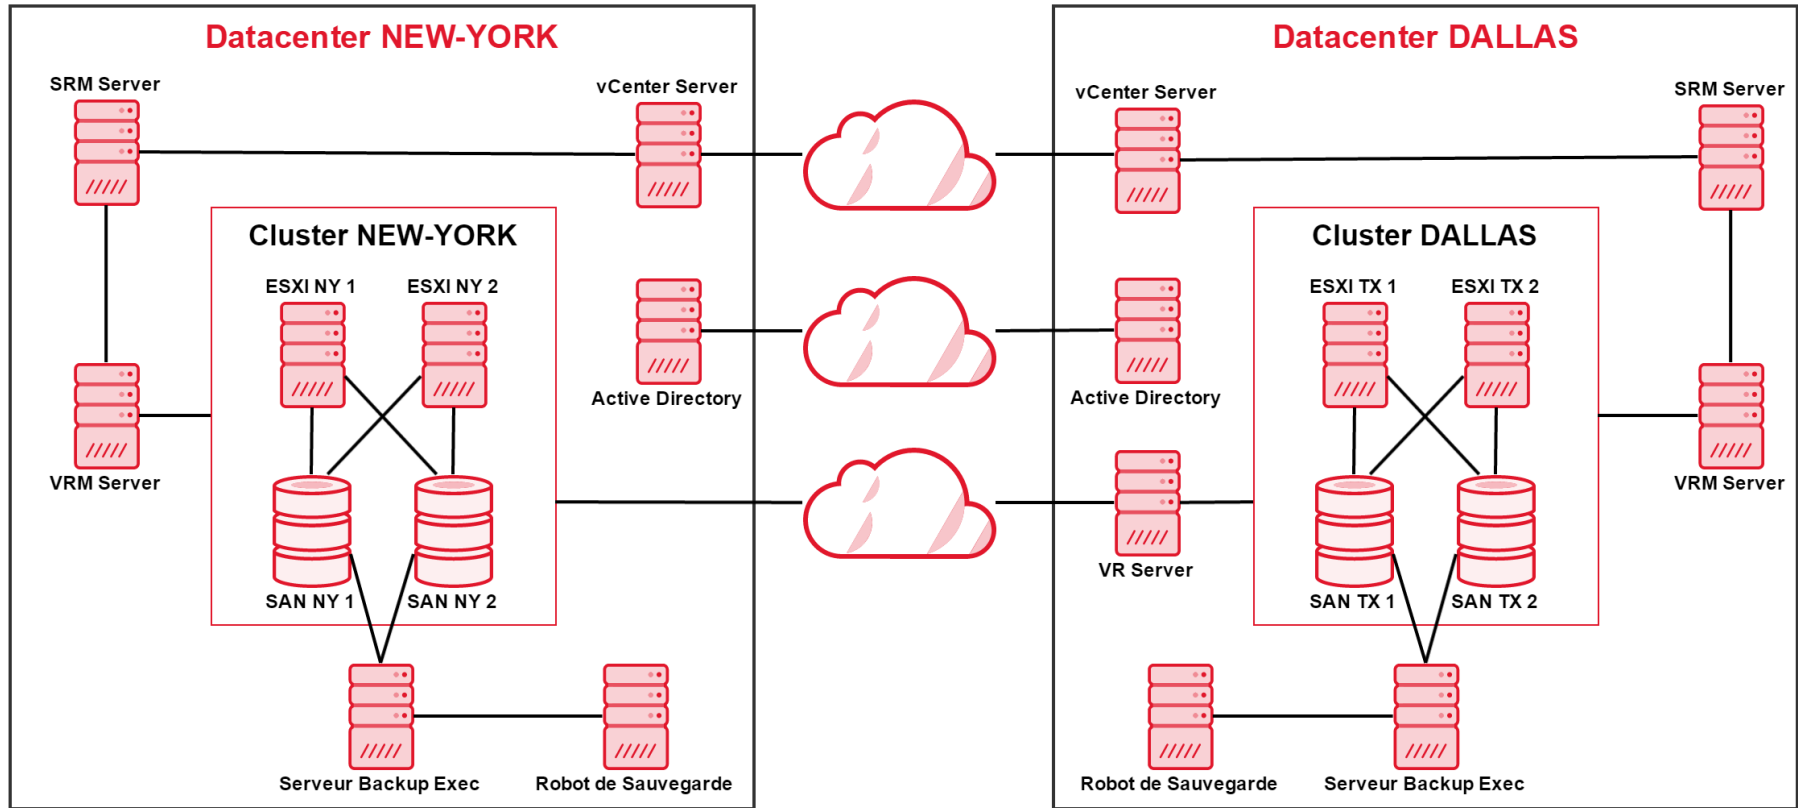 Datacenter NEW-YORK
SRM Server
vCenter Server
Cluster NEW-YORK
ESXI NY 1
ESXI NY 2
Active Directory
VRM Server
SAN NY 1
SAN NY 2
Serveur Backup Exec
Robot de Sauvegarde
Datacenter DALLAS
vCenter Server
SRM Server
Cluster DALLAS
ESXI TX 1
ESXI TX 2
Active Directory
VRM Server
VR Server
SAN TX 1
SAN TX 2
Robot de Sauvegarde
Serveur Backup Exec